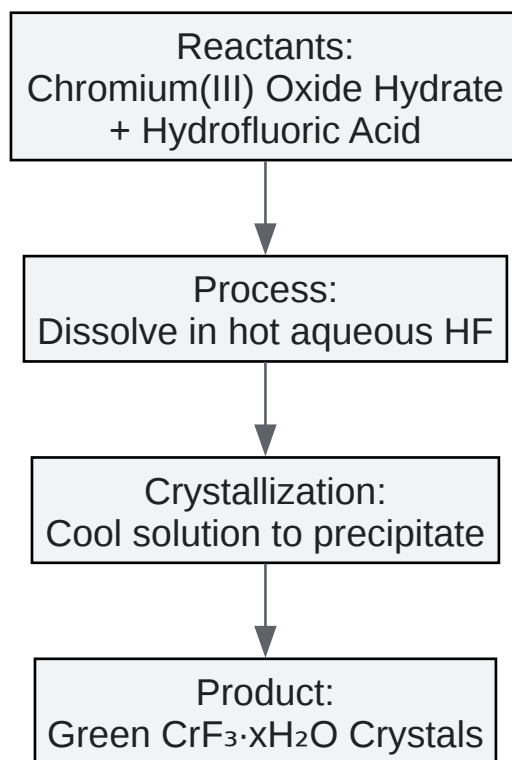 Reactants:
Chromium(III) Oxide Hydrate
+ Hydrofluoric Acid
Process:
Dissolve in hot aqueous HF
Crystallization:
Cool solution to precipitate
Product:
Green CrF₃·xH₂O Crystals